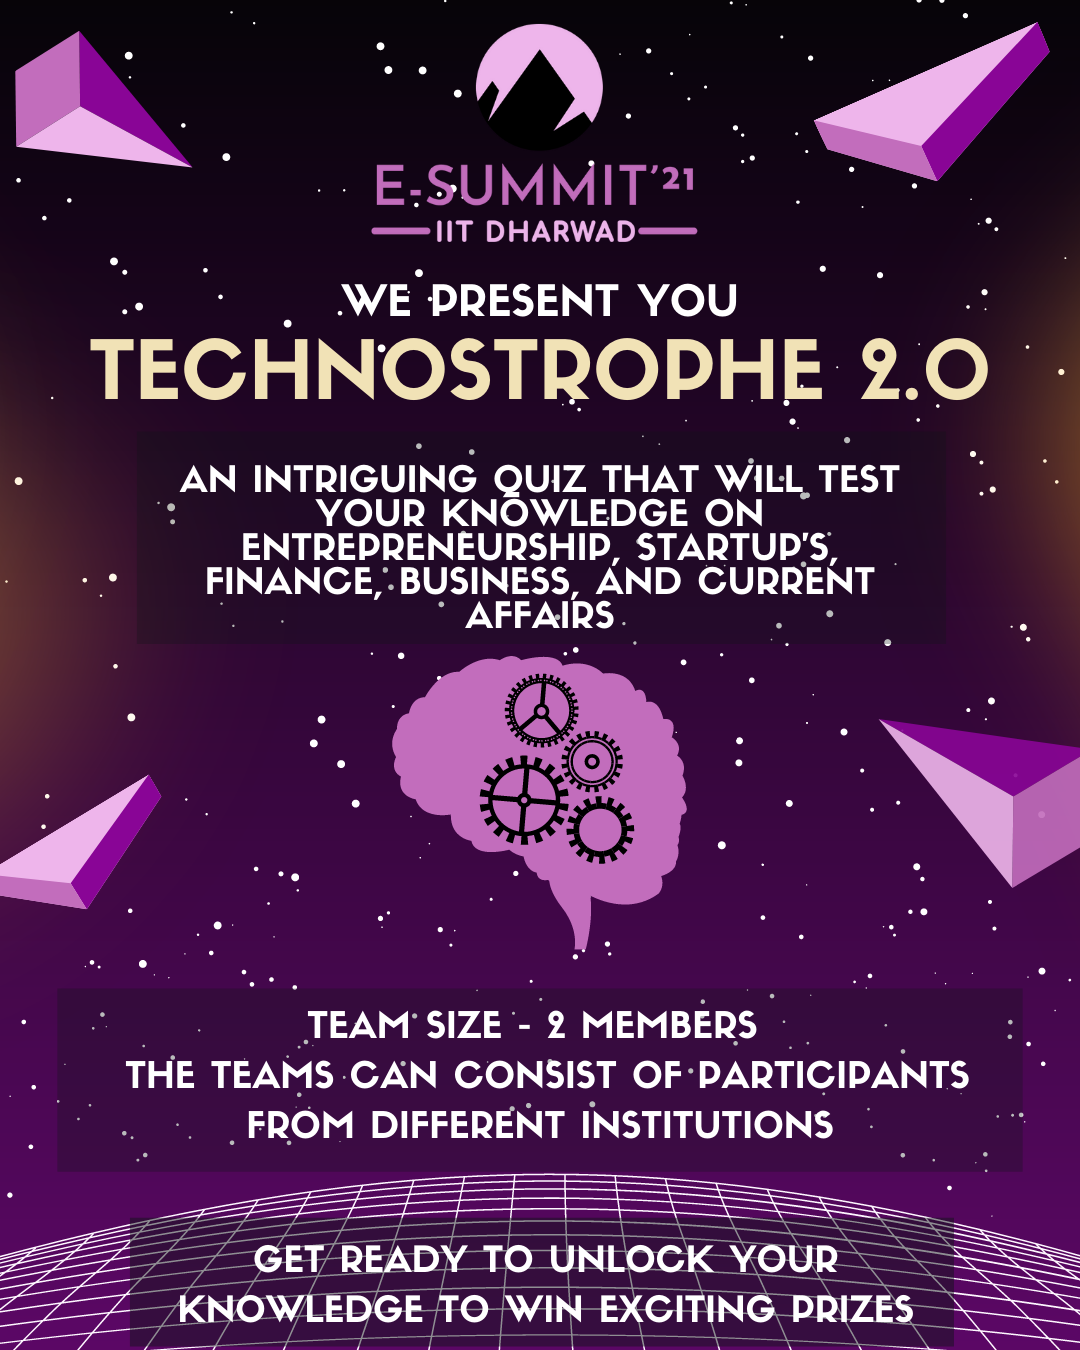 E-SUMMIT'21
IIT DHARWAD
WE PRESENT YOU
TECHNOSTROPHE 2.0
AN INTRIGUING QUIZ THAT WILL TEST
YOUR KNOWLEDGE ON
ENTREPRENEURSHIP, STARTUP'S,
FINANCE, BUSINESS, AND CURRENT
AFFAIRS
TEAM SIZE - 2 MEMBERS
THE TEAMS CAN CONSIST OF PARTICIPANTS
FROM DIFFERENT INSTITUTIONS
GET READY TO UNLOCK YOUR
KNOWLEDGE TO WIN EXCITING PRIZES